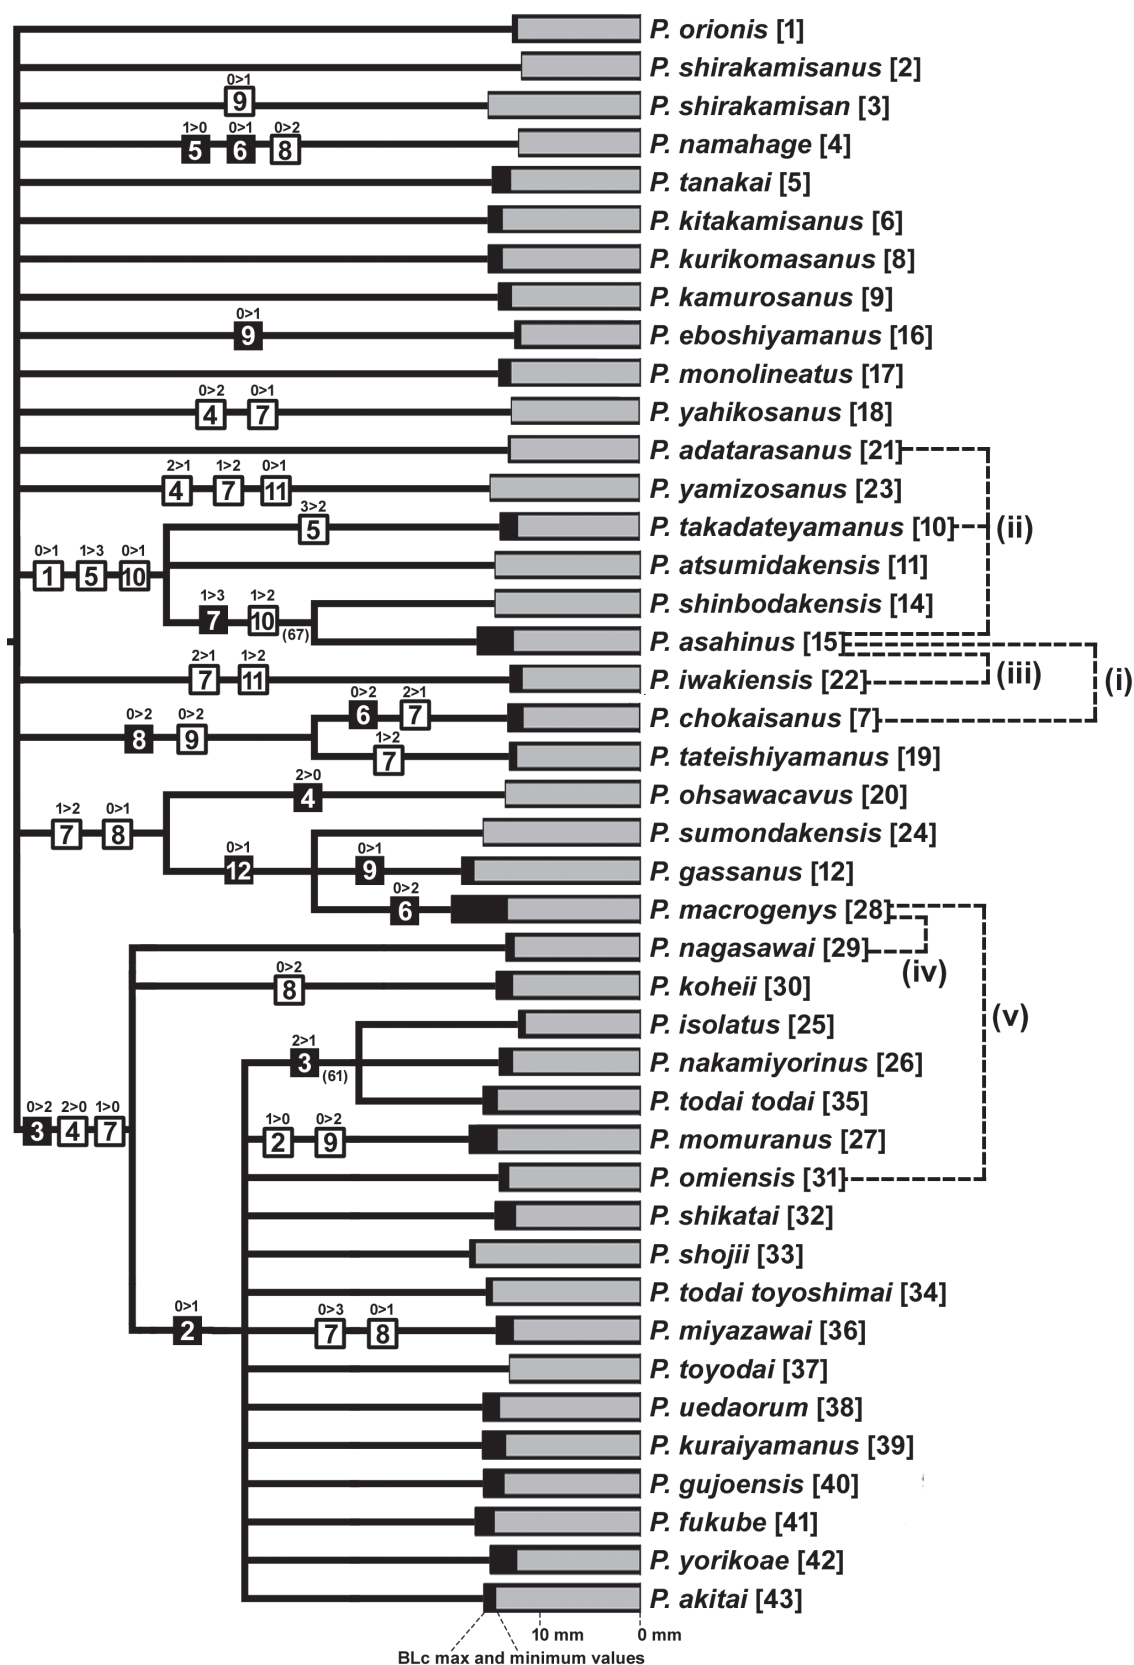 P. orionis [1]
P. shirakamisanus [2]
0>1
9
P. shirakamisan [3]
1>0 0>1 0>2
5 6 8
P. namahage [4]
P. tanakai [5]
P. kitakamisanus [6]
P. kurikomasanus [8]
P. kamurosanus [9]
0>1
9
P. eboshiyamanus [16]
P. monolineatus [17]
0>2 0>1
4 7
P. yahikosanus [18]
P. adatarasanus [21]
2>1 1>2 0>1
4 7 11
P. yamizosanus [23]
3>2
5
P. takadateyamanus [10]
(ii)
0>1 1>3 0>1
1 5 10
P. atsumidakensis [11]
1>3 1>2
7 10
(67)
P. shinbodakensis [14]
P. asahinus [15]
2>1 1>2
7 11
P. iwakiensis [22]
(iii)
(i)
0>2 2>1
6 7
P. chokaisanus [7]
0>2 0>2
8 9
1>2
7
P. tateishiyamanus [19]
2>0
4
P. ohsawacavus [20]
1>2 0>1
7 8
P. sumondakensis [24]
0>1 0>1
12 9
P. gassanus [12]
0>2
6
P. macrogenys [28]
P. nagasawai [29]
(iv)
0>2
8
P. koheii [30]
(v)
P. isolatus [25]
2>1
3
(61)
P. nakamiyorinus [26]
P. todai todai [35]
0>2 2>0 1>0
3 4 7
1>0 0>2
2 9
P. momuranus [27]
P. omiensis [31]
P. shikatai [32]
P. shojii [33]
P. todai toyoshimai [34]
0>1
2
0>3 0>1
7 8
P. miyazawai [36]
P. toyodai [37]
P. uedaorum [38]
P. kuraiyamanus [39]
P. gujoensis [40]
P. fukube [41]
P. yorikoae [42]
P. akitai [43]
10 mm 0 mm
BLc max and minimum values